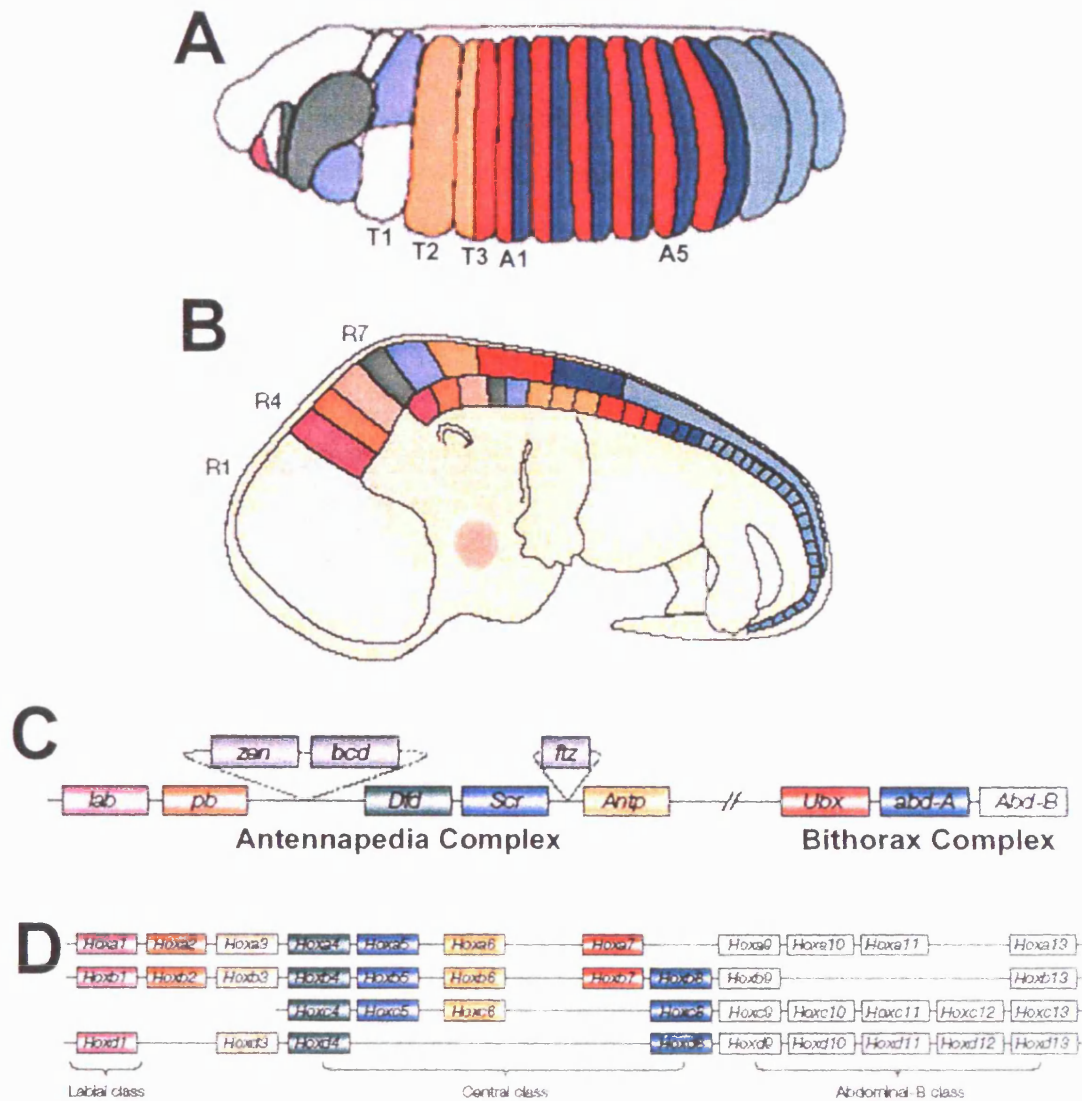 A
T1
T2
T3
A1
A5
B
R7
R4
R1
C
zen bcd ftz
lab pb Dfd Scr Antp Ubx abd-A Abd-B
Antennapedia Complex Bithorax Complex
D
Hoxa1 Hoxa2 Hoxa3 Hoxa4 Hoxa5 Hoxa6 Hoxa7 Hoxa9 Hoxa10 Hoxa11 Hoxa13
Hoxb1 Hoxb2 Hoxb3 Hoxb4 Hoxb5 Hoxb6 Hoxb7 Hoxb8 Hoxb9 Hoxb13
Hoxc4 Hoxc5 Hoxc6 Hoxc8 Hoxc9 Hoxc10 Hoxc11 Hoxc12 Hoxc13
Hoxd1 Hoxd3 Hoxd4 Hoxd8 Hoxd9 Hoxd10 Hoxd11 Hoxd12 Hoxd13
Labial class Central class Abdominal-B class